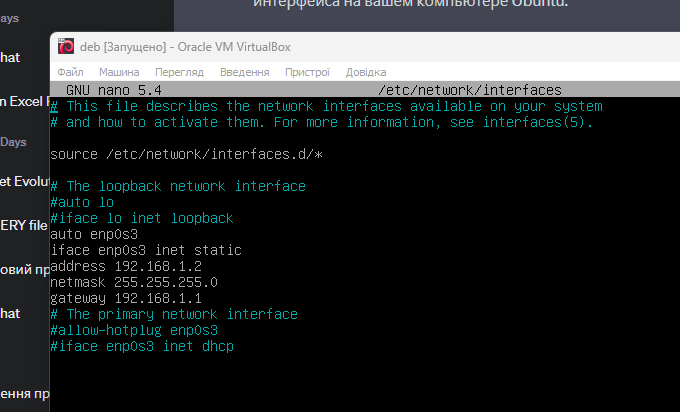 интерфейса на вашем компьютере Ubuntu.
ays
hat
n Excel F
Days
et Evolu
ERY file
овий пр
hat
ення пр
deb [Запущено] - Oracle VM VirtualBox
Файл Машина Перегляд Введення Пристрої Довідка
GNU nano 5.4 /etc/network/interfaces
# This file describes the network interfaces available on your system
# and how to activate them. For more information, see interfaces(5).
source /etc/network/interfaces.d/*
# The loopback network interface
#auto lo
#iface lo inet loopback
auto enp0s3
iface enp0s3 inet static
address 192.168.1.2
netmask 255.255.255.0
gateway 192.168.1.1
# The primary network interface
#allow-hotplug enp0s3
#iface enp0s3 inet dhcp